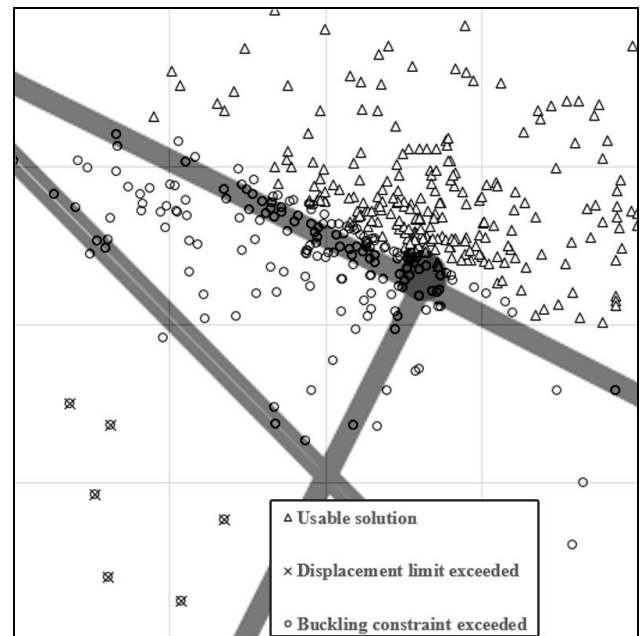 Usable solution
Displacement limit exceeded
Buckling constraint exceeded